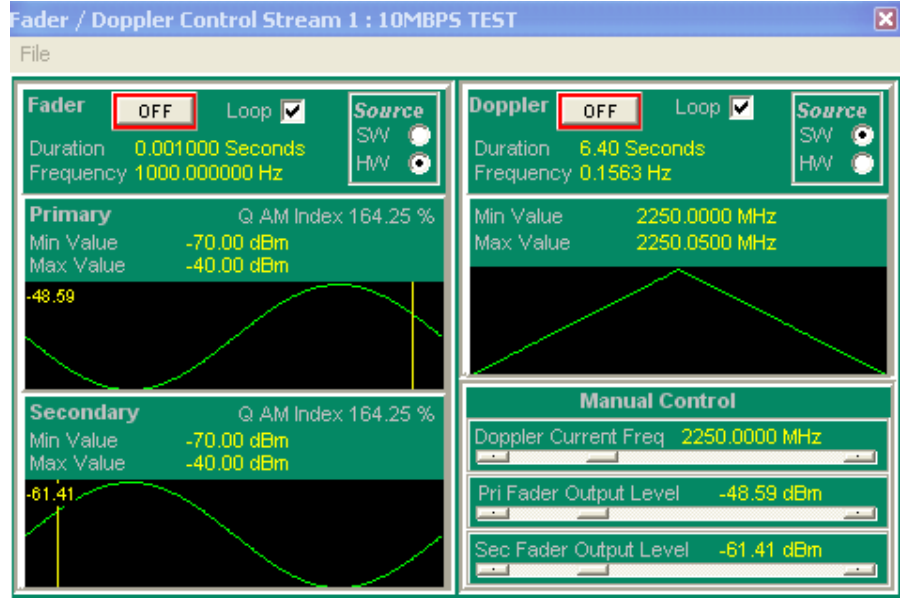 Fader / Doppler Control Stream 1 : 10MBPS TEST
File
Fader OFF Loop Source
SW
HW
Duration 0.001000 Seconds
Frequency 1000.000000 Hz
Primary Q AM Index 164.25 %
Min Value -70.00 dBm
Max Value -40.00 dBm
-48.59
Secondary Q AM Index 164.25 %
Min Value -70.00 dBm
Max Value -40.00 dBm
-61.41
Doppler OFF Loop Source
SW
HW
Duration 6.40 Seconds
Frequency 0.1563 Hz
Min Value 2250.0000 MHz
Max Value 2250.0500 MHz
Manual Control
Doppler Current Freq 2250.0000 MHz
Pri Fader Output Level -48.59 dBm
Sec Fader Output Level -61.41 dBm